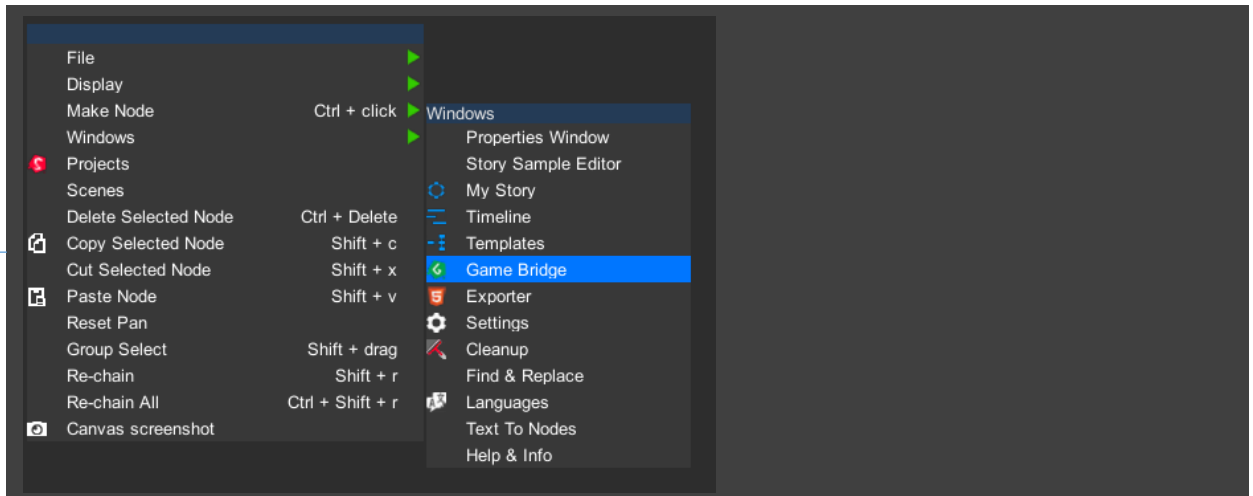 File
Display
Make Node Ctrl + click
Windows
Projects
Scenes
Delete Selected Node Ctrl + Delete
Copy Selected Node Shift + c
Cut Selected Node Shift + x
Paste Node Shift + v
Reset Pan
Group Select Shift + drag
Re-chain Shift + r
Re-chain All Ctrl + Shift + r
Canvas screenshot
Windows
Properties Window
Story Sample Editor
My Story
Timeline
Templates
Game Bridge
Exporter
Settings
Cleanup
Find & Replace
Languages
Text To Nodes
Help & Info